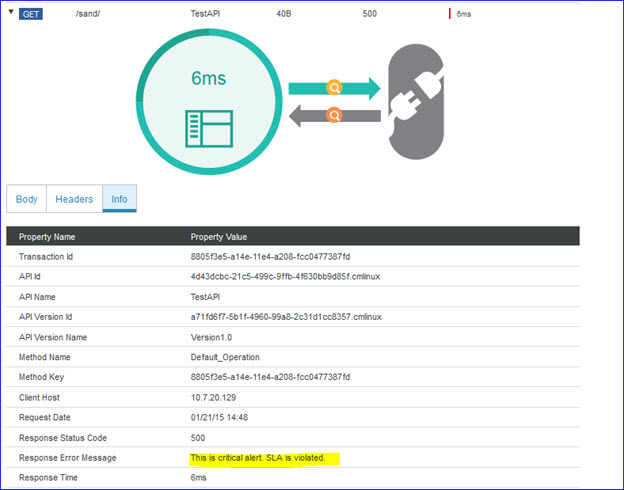 GET /sand/ TestAPI 40B 500 6ms
6ms
Body Headers Info
Property Name Property Value
Transaction Id 8805f3e5-a14e-11e4-a208-fcc0477387fd
API Id 4d43dcbc-21c5-499c-9ffb-4f630bb9d85f.cmlinux
API Name TestAPI
API Version Id a71fd6f7-5b1f-4960-99a8-2c31d1cc8357.cmlinux
API Version Name Version1.0
Method Name Default_Operation
Method Key 8805f3e5-a14e-11e4-a208-fcc0477387fd
Client Host 10.7.20.129
Request Date 01/21/15 14:48
Response Status Code 500
Response Error Message This is critical alert. SLA is violated.
Response Time 6ms